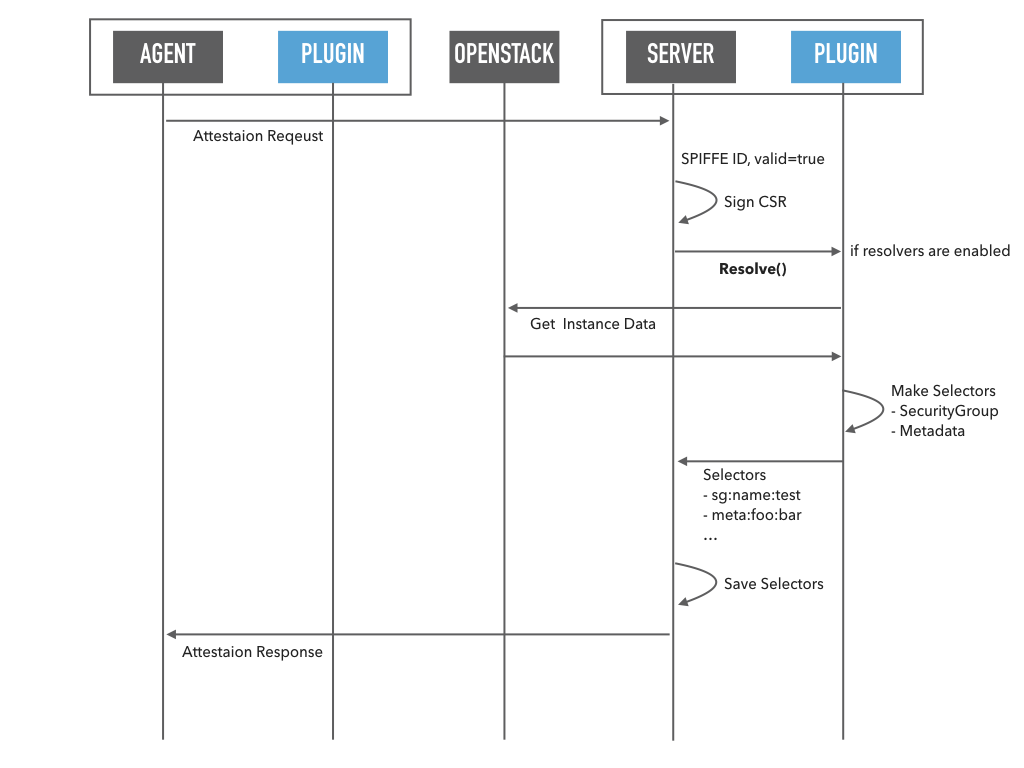 AGENT
PLUGIN
OPENSTACK
SERVER
PLUGIN
Attestaion Reqeust
SPIFFE ID, valid=true
Sign CSR
if resolvers are enabled
Resolve()
Get  Instance Data
Make Selectors
- SecurityGroup
- Metadata
Selectors
- sg:name:test
- meta:foo:bar
...
Save Selectors
Attestaion Response